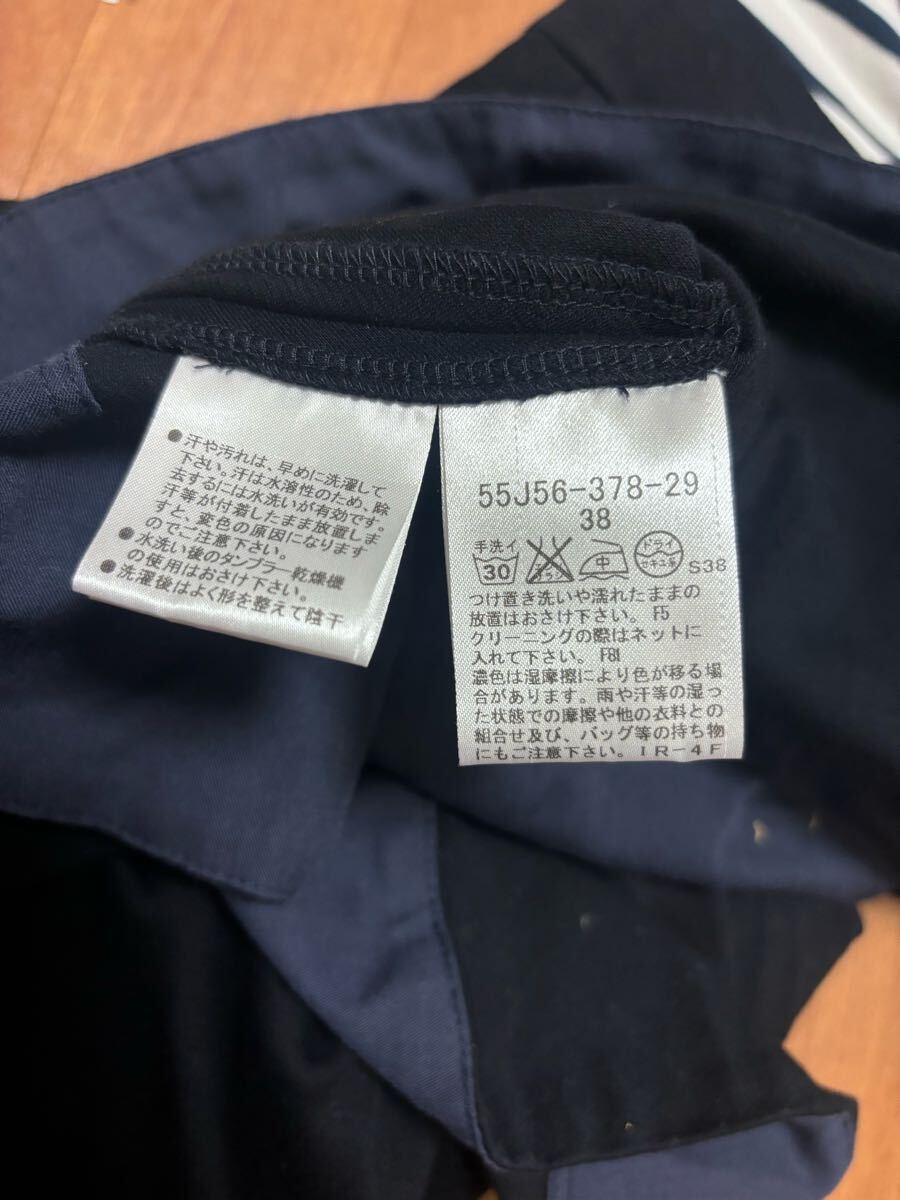 ●汗や汚れは、早めに洗濯して
下さい。汗は水溶性のため、除
去するには水洗いが有効です。
汗等が付着したまま放置しま
すと、変色の原因になります
のでご注意下さい。
●水洗い後のタンブラー乾燥機
の使用はおさけ下さい。
●洗濯後はよく形を整えて陰干
55J56-378-29
38
手洗イ 30 エンソサラシ 中 ドライ セキユ系 S38
つけ置き洗いや濡れたままの
放置はおさけ下さい。 F5
クリーニングの際はネットに
入れて下さい。 F8I
濃色は湿摩擦により色が移る場
合があります。雨や汗等の湿っ
た状態での摩擦や他の衣料との
組合せ及び、バッグ等の持ち物
にもご注意下さい。 IR-4F